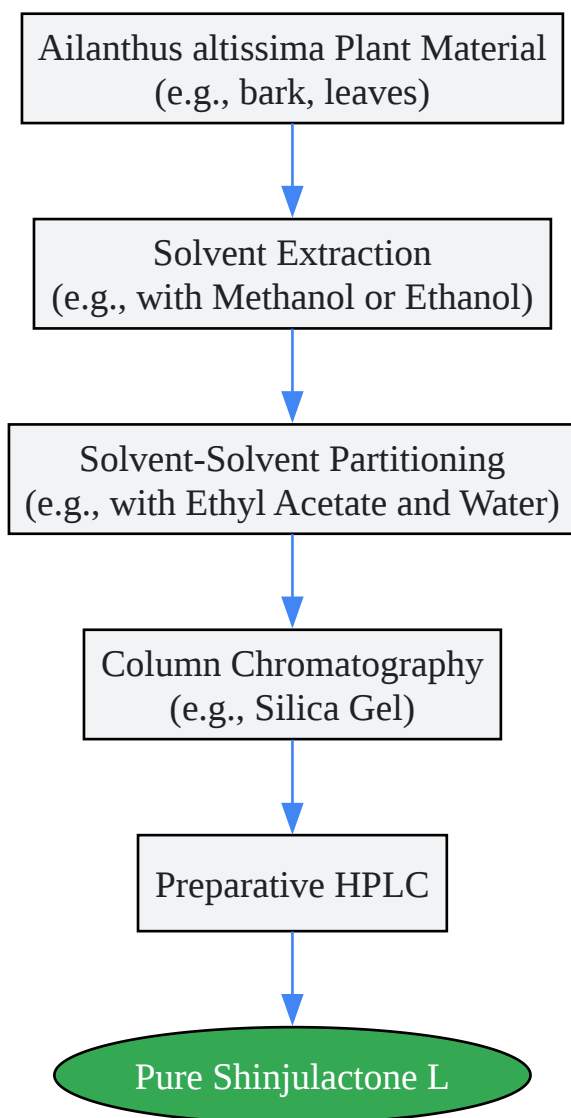 Ailanthus altissima Plant Material
(e.g., bark, leaves)
Solvent Extraction
(e.g., with Methanol or Ethanol)
Solvent-Solvent Partitioning
(e.g., with Ethyl Acetate and Water)
Column Chromatography
(e.g., Silica Gel)
Preparative HPLC
Pure Shinjulactone L